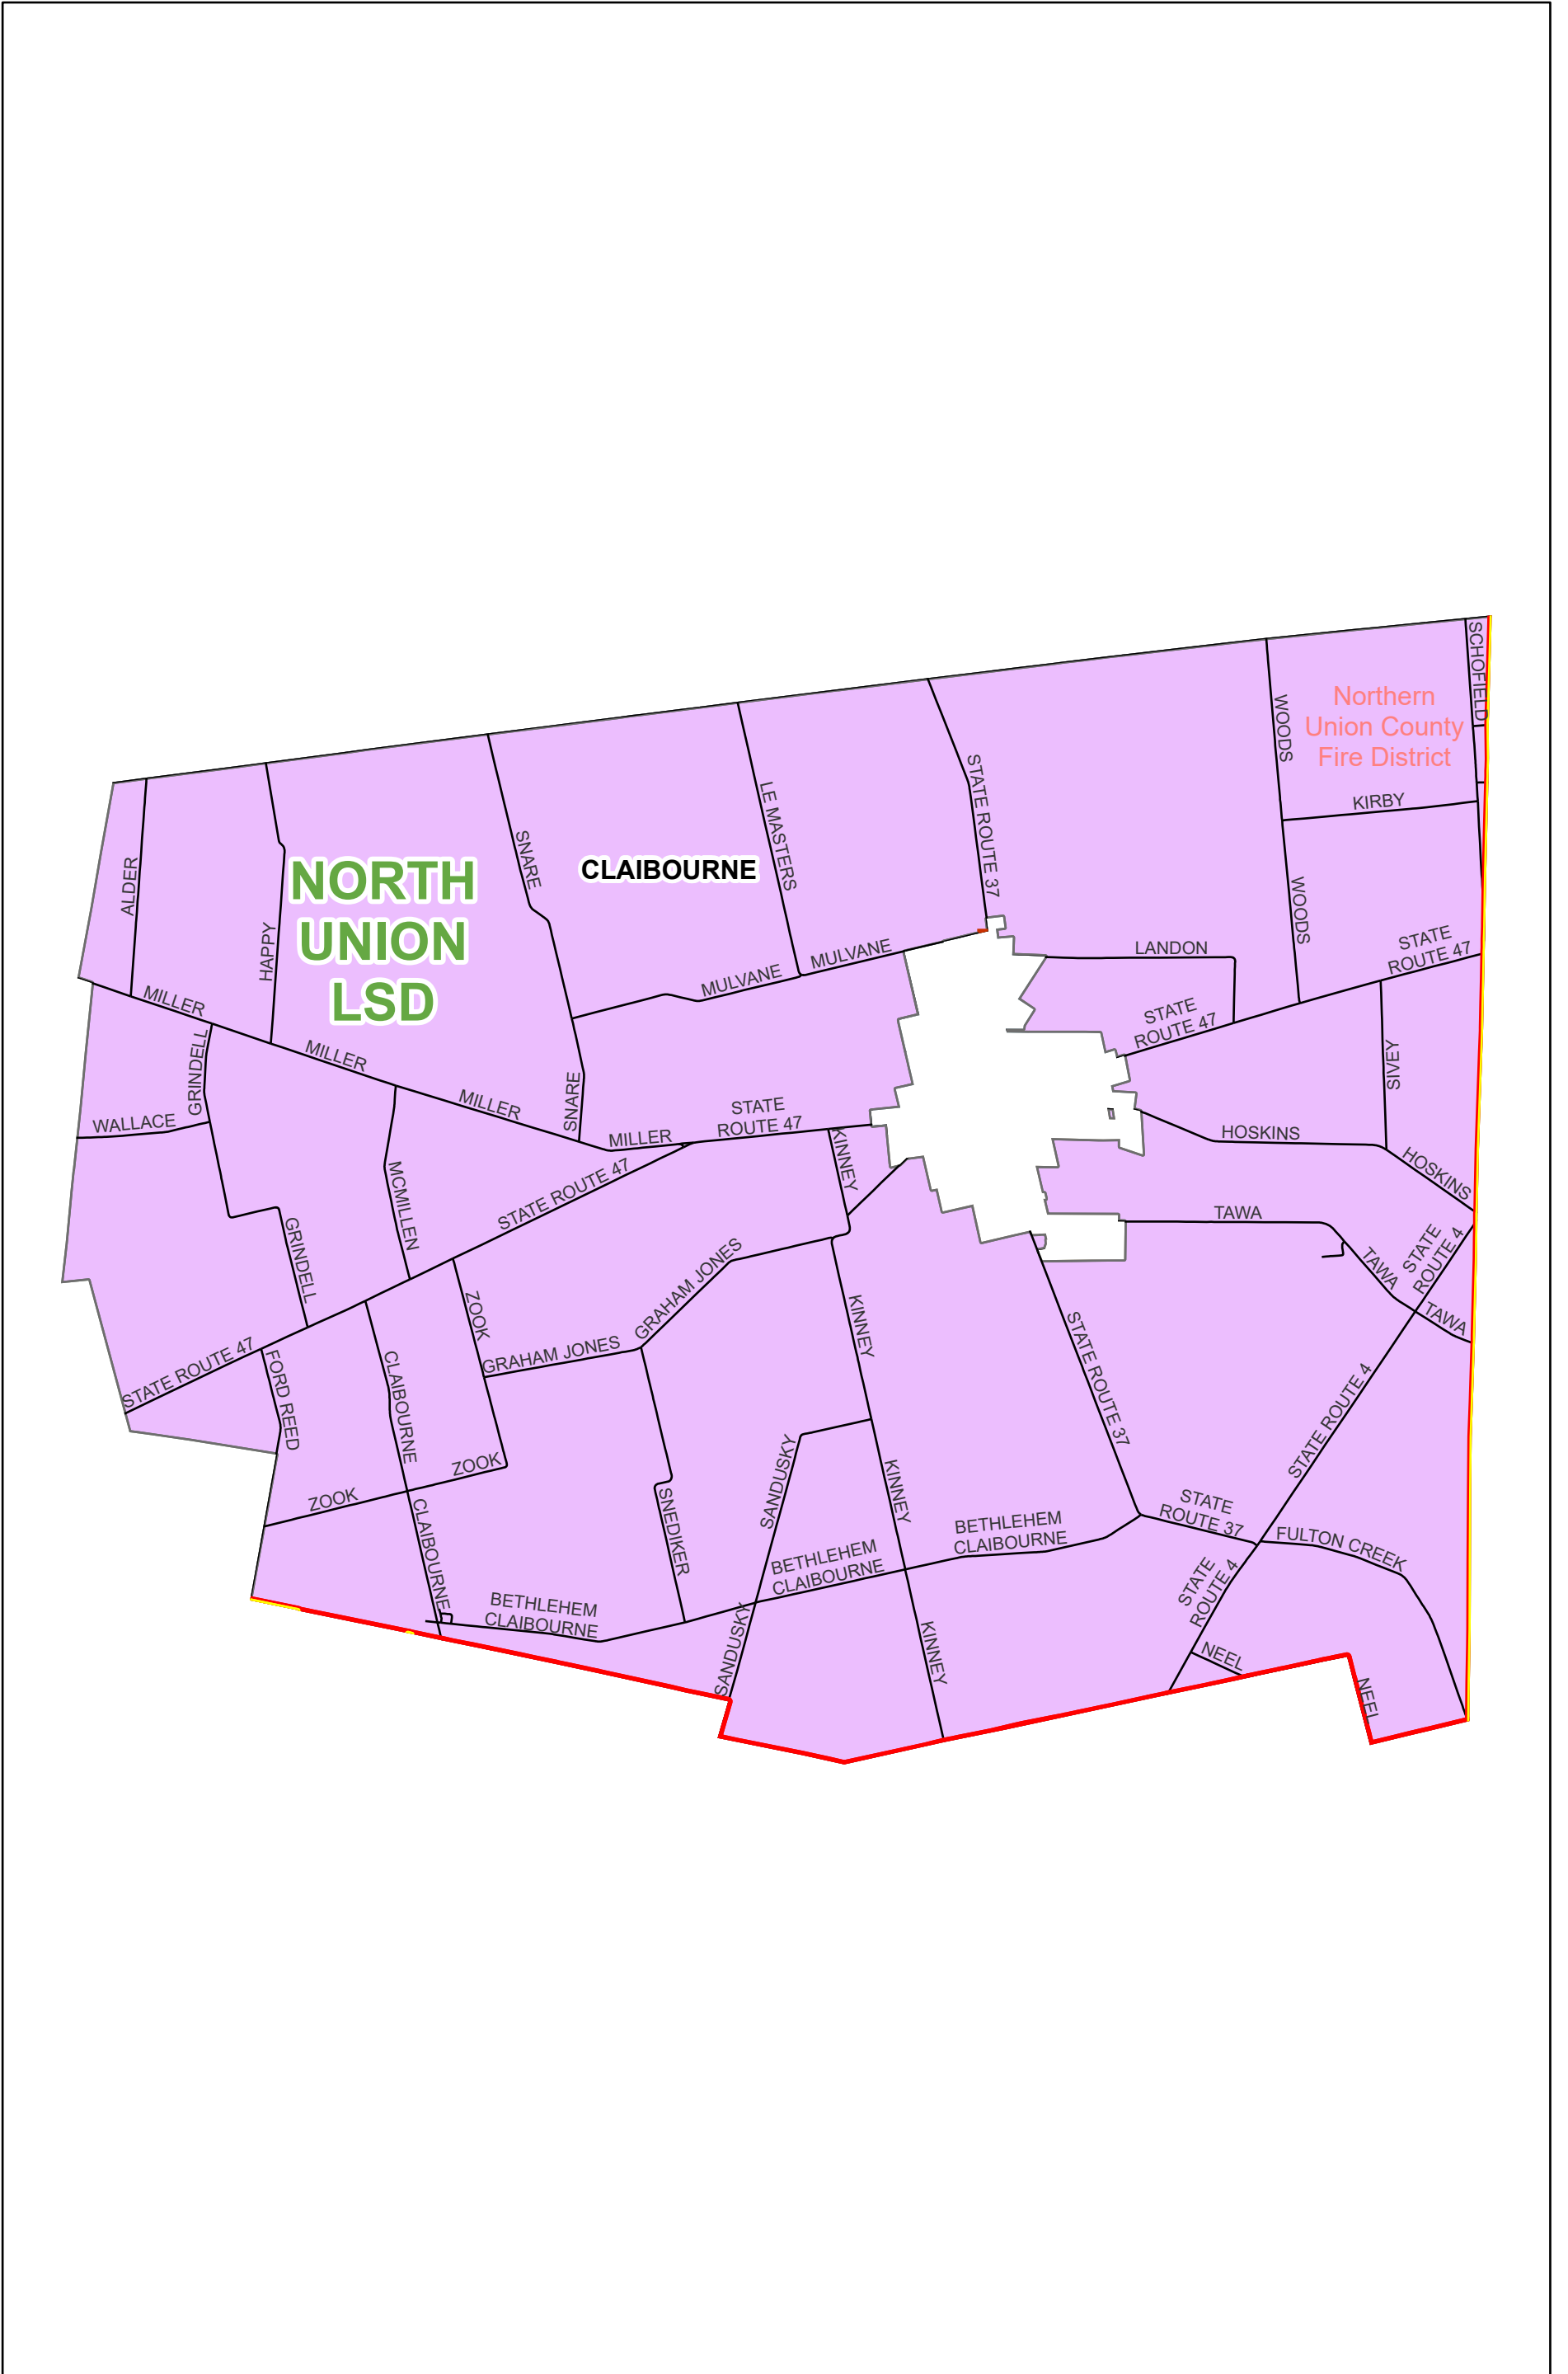 SCHOFIELD
Northern
Union County
Fire District
WOODS
KIRBY
STATE ROUTE 37
LE MASTERS
SNARE
CLAIBOURNE
ALDER
HAPPY
NORTH
UNION
LSD
WOODS
STATE
ROUTE 47
LANDON
MULVANE
MULVANE
MILLER
STATE
ROUTE 47
GRINDELL
MILLER
SIVEY
MILLER
SNARE
WALLACE
STATE
ROUTE 47
MILLER
HOSKINS
KINNEY
HOSKINS
MCMILLEN
STATE ROUTE 47
TAWA
GRINDELL
STATE
ROUTE 4
TAWA
GRAHAM JONES
ZOOK
KINNEY
TAWA
STATE ROUTE 37
GRAHAM JONES
STATE ROUTE 47
FORD REED
CLAIBOURNE
STATE ROUTE 4
ZOOK
SANDUSKY
KINNEY
ZOOK
SNEDIKER
STATE
ROUTE 37
BETHLEHEM
CLAIBOURNE
FULTON CREEK
CLAIBOURNE
BETHLEHEM
CLAIBOURNE
STATE
ROUTE 4
BETHLEHEM
CLAIBOURNE
SANDUSKY
KINNEY
NEEL
NEEL